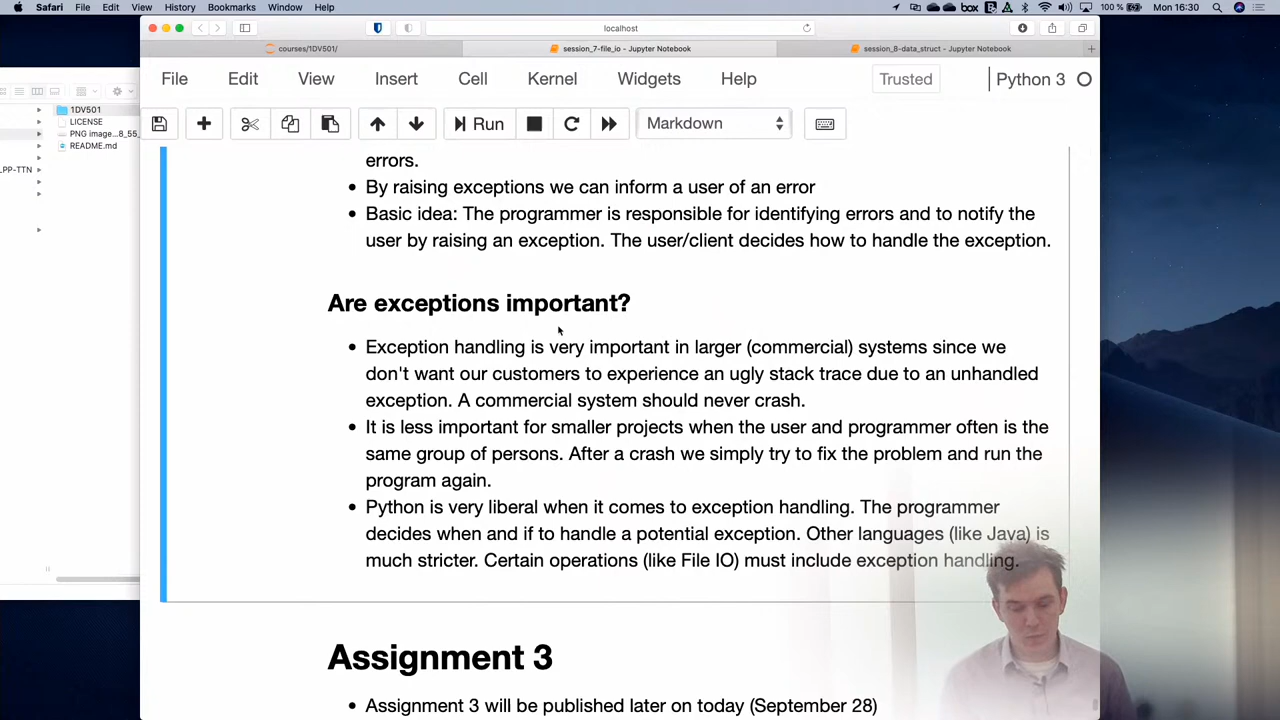 Safari File Edit View History Bookmarks Window Help box 100 % Mon 16:30
localhost
courses/1DV501/ session_7-file_io - Jupyter Notebook session_8-data_struct - Jupyter Notebook
File Edit View Insert Cell Kernel Widgets Help Trusted Python 3
Run Markdown
1DV501
LICENSE
PNG image...8_55_
README.md
LPP-TTN
errors.
• By raising exceptions we can inform a user of an error
• Basic idea: The programmer is responsible for identifying errors and to notify the
user by raising an exception. The user/client decides how to handle the exception.
Are exceptions important?
• Exception handling is very important in larger (commercial) systems since we
don't want our customers to experience an ugly stack trace due to an unhandled
exception. A commercial system should never crash.
• It is less important for smaller projects when the user and programmer often is the
same group of persons. After a crash we simply try to fix the problem and run the
program again.
• Python is very liberal when it comes to exception handling. The programmer
decides when and if to handle a potential exception. Other languages (like Java) is
much stricter. Certain operations (like File IO) must include exception handling.
Assignment 3
• Assignment 3 will be published later on today (September 28)